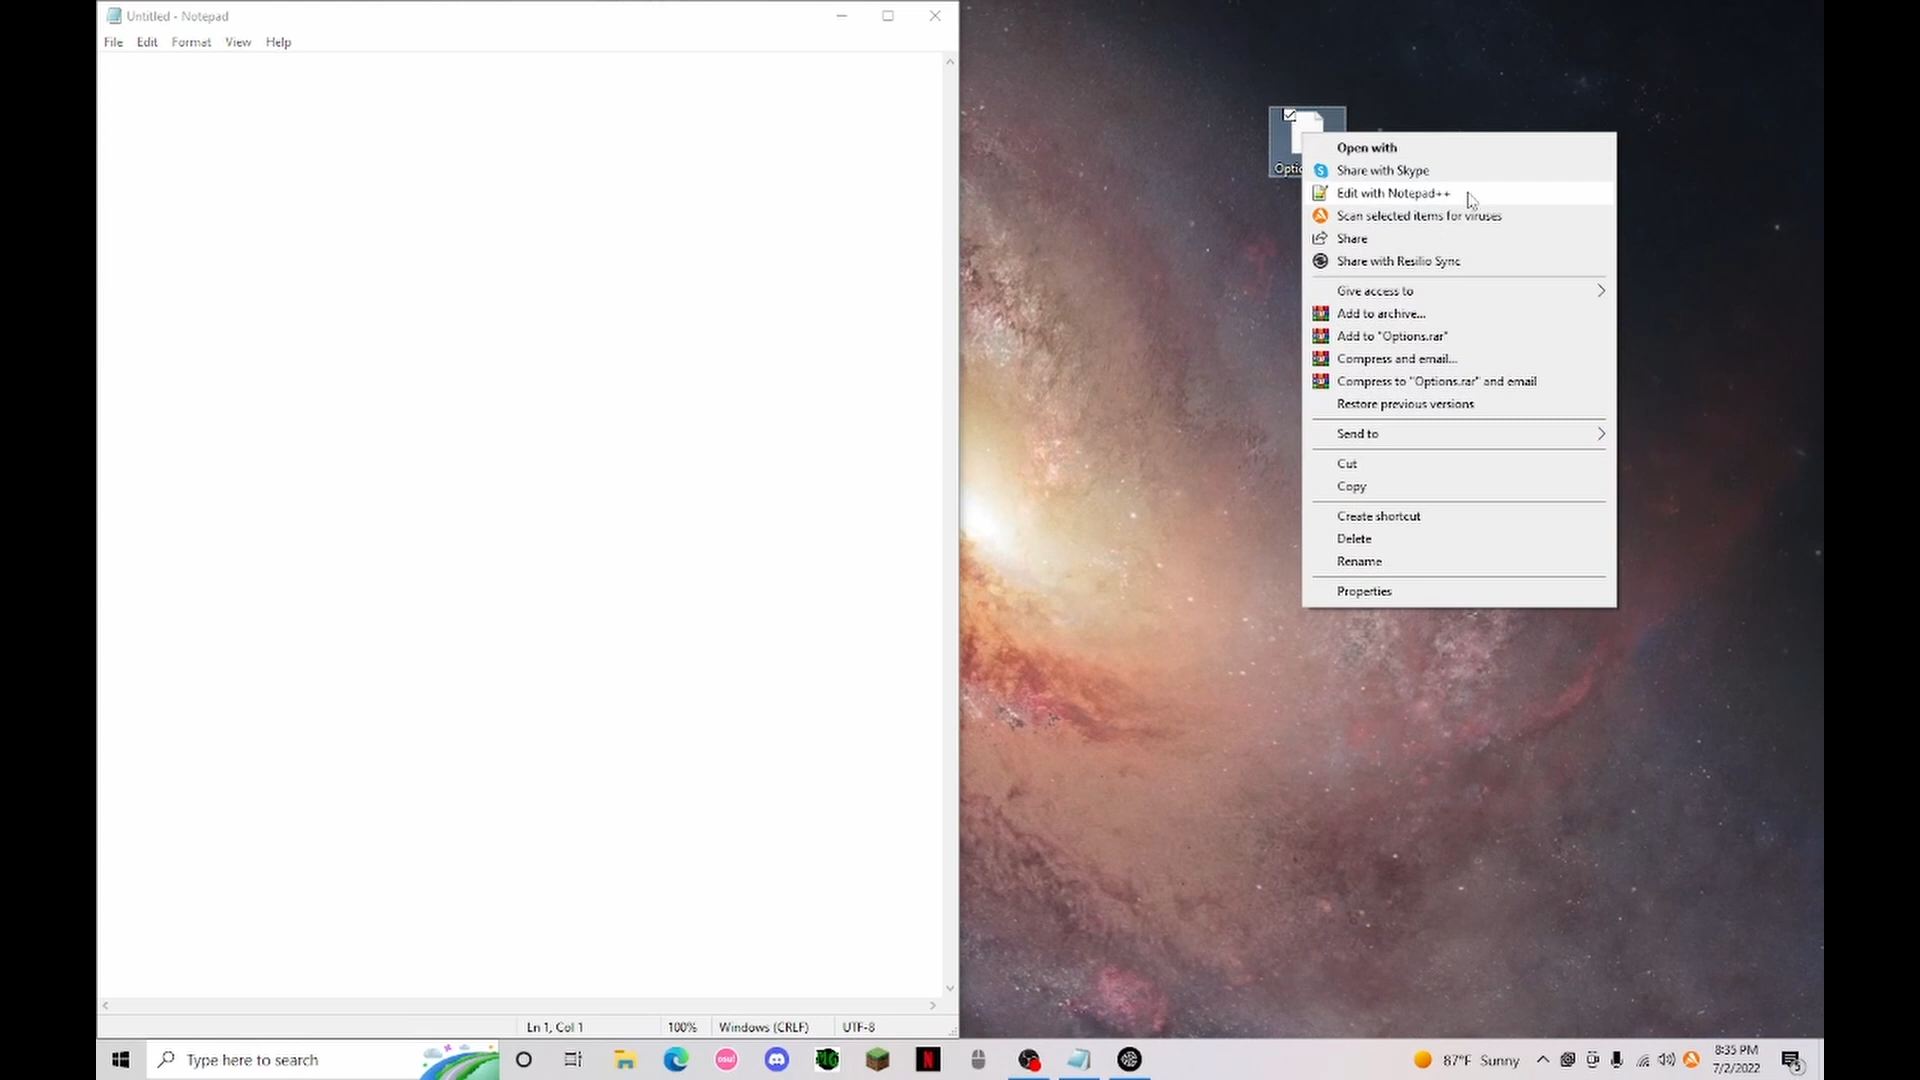 Untitled - Notepad
File Edit Format View Help
Optio
Open with
Share with Skype
Edit with Notepad++
Scan selected items for viruses
Share
Share with Resilio Sync
Give access to
Add to archive...
Add to "Options.rar"
Compress and email...
Compress to "Options.rar" and email
Restore previous versions
Send to
Cut
Copy
Create shortcut
Delete
Rename
Properties
Ln 1, Col 1 100% Windows (CRLF) UTF-8
Type here to search
osu!
N
87°F Sunny
8:35 PM
7/2/2022
5